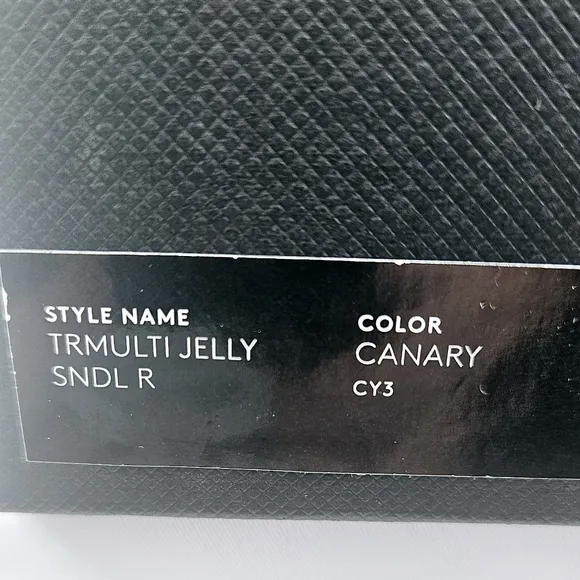 STYLE NAME
TRMULTI JELLY
SNDL R
COLOR
CANARY
CY3